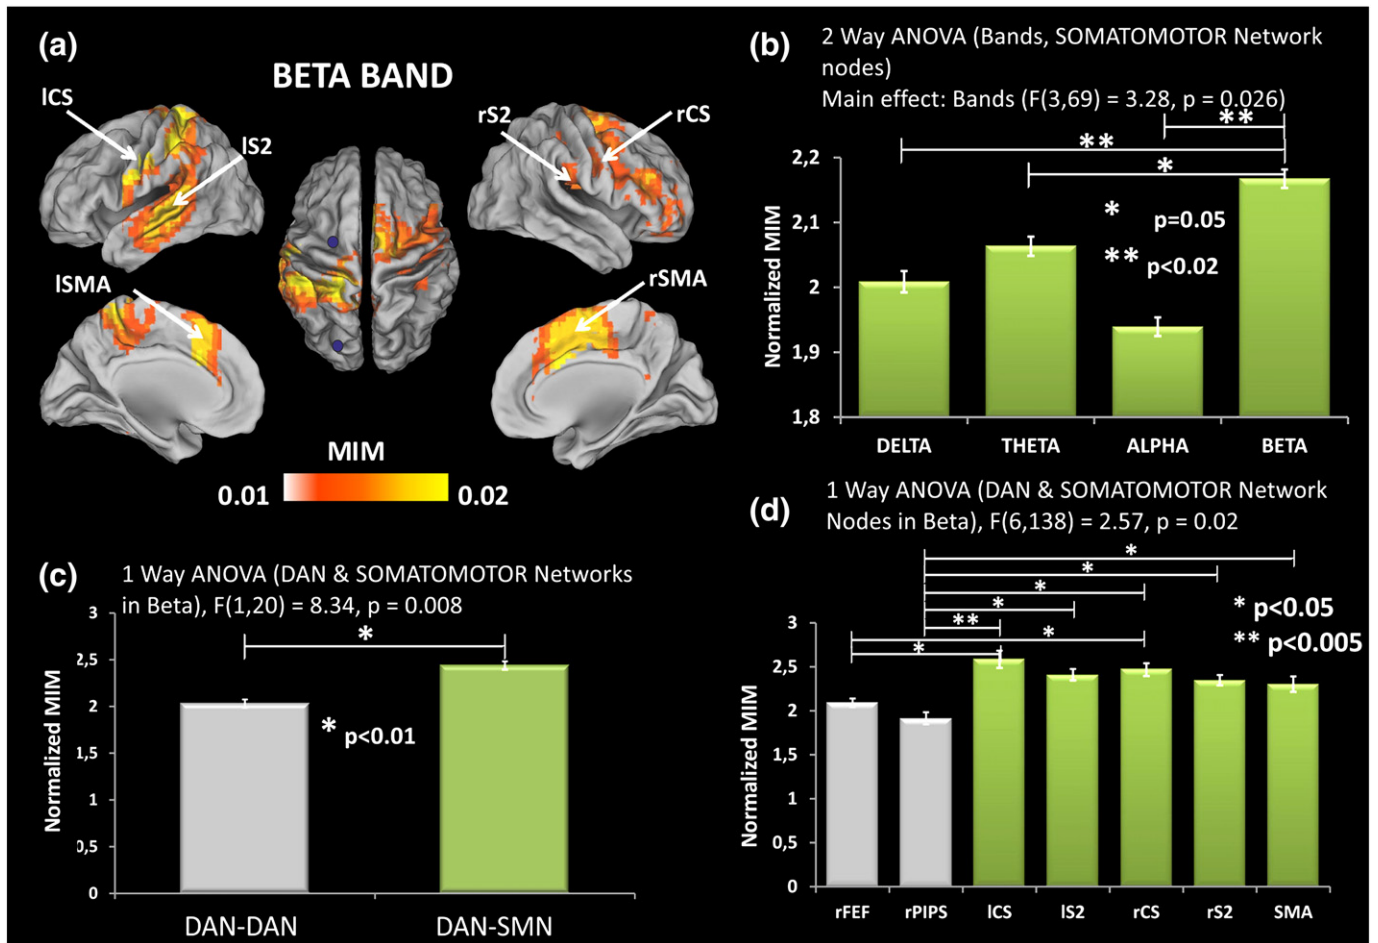 (a)
BETA BAND
lCS
lS2
rS2
rCS
lSMA
rSMA
MIM
0.01
0.02
(b)
2 Way ANOVA (Bands, SOMATOMOTOR Network
nodes)
Main effect: Bands (F(3,69) = 3.28, p = 0.026)
**
**
*
* p=0.05
** p<0.02
Normalized MIM
2,2
2,1
2
1,9
1,8
DELTA THETA ALPHA BETA
(c)
1 Way ANOVA (DAN & SOMATOMOTOR Networks
in Beta), F(1,20) = 8.34, p = 0.008
*
* p<0.01
Normalized MIM
3
2,5
2
1,5
1
0,5
0
DAN-DAN DAN-SMN
(d)
1 Way ANOVA (DAN & SOMATOMOTOR Network
Nodes in Beta), F(6,138) = 2.57, p = 0.02
*
*
*
*
**
*
*
* p<0.05
** p<0.005
Normalized MIM
3
2,5
2
1,5
1
0,5
0
rFEF rPIPS lCS lS2 rCS rS2 SMA